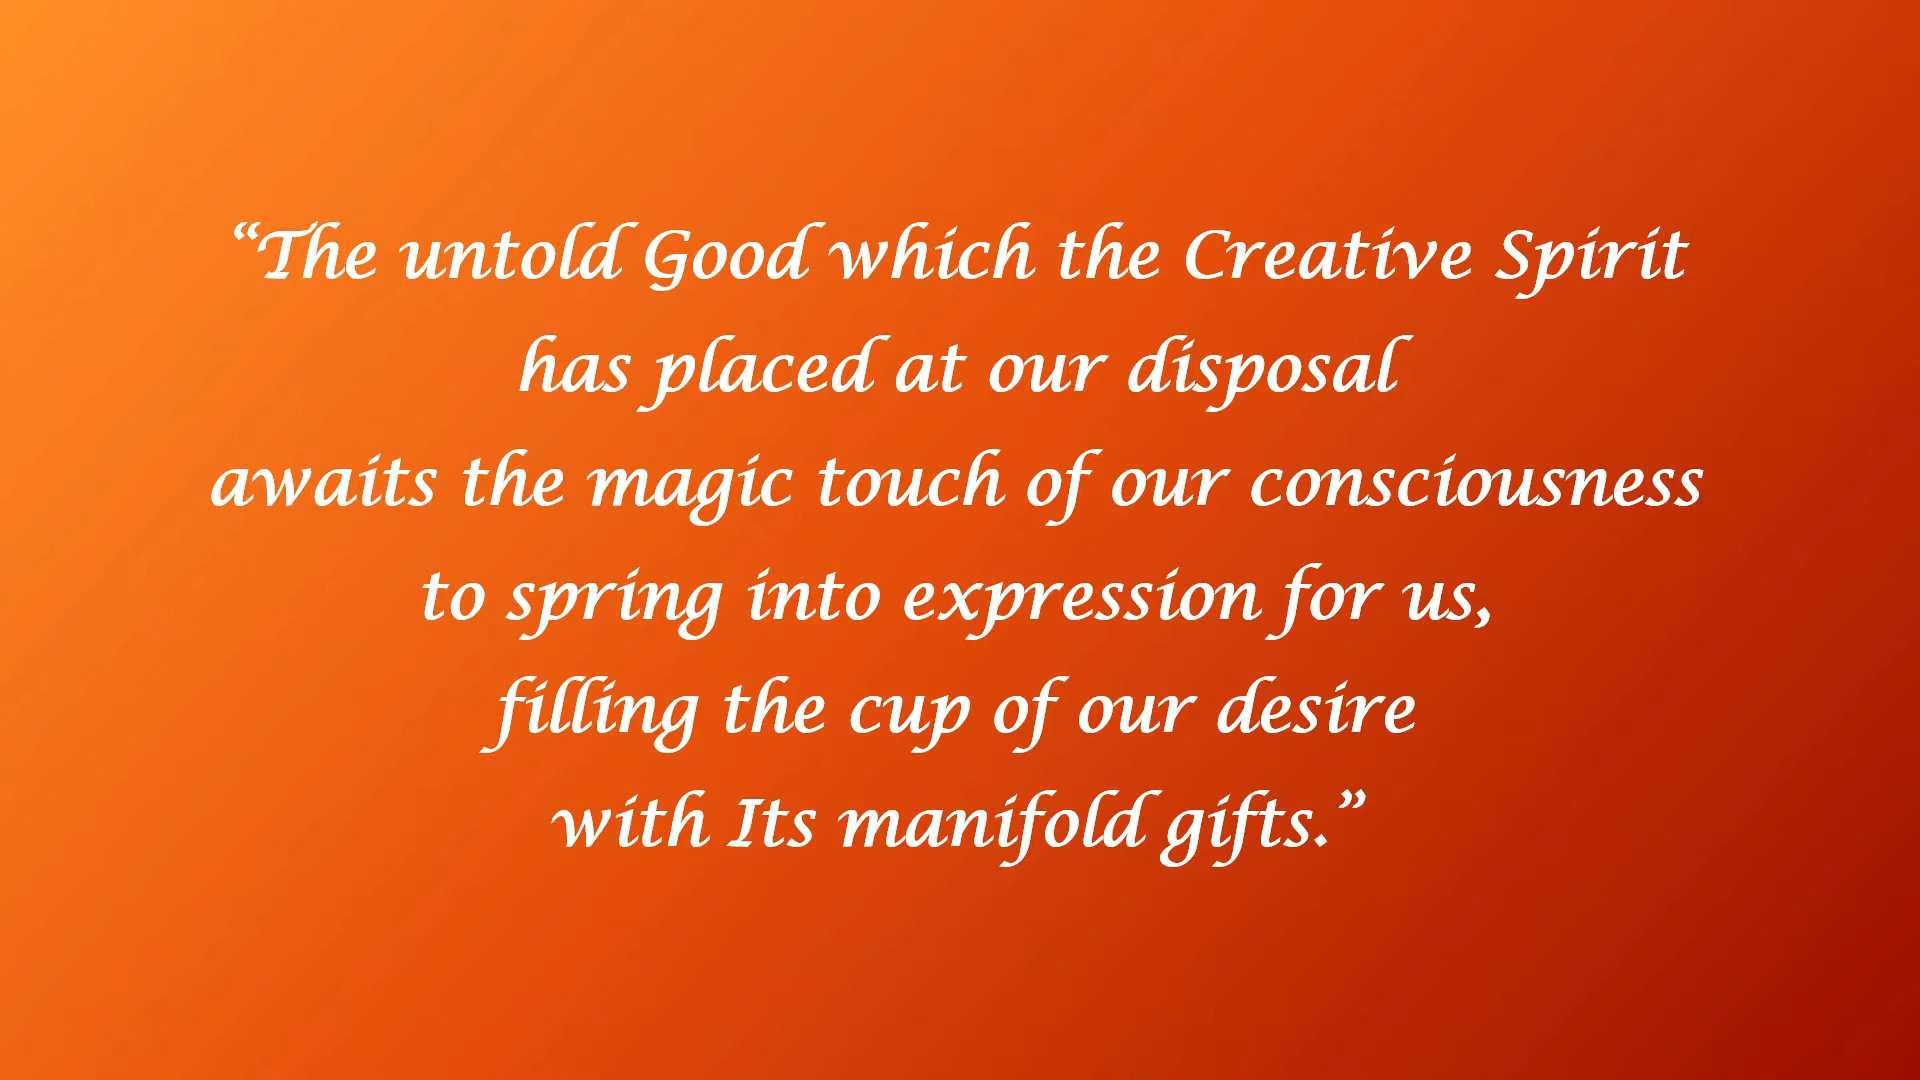 “The untold Good which the Creative Spirit
has placed at our disposal
awaits the magic touch of our consciousness
to spring into expression for us,
filling the cup of our desire
with Its manifold gifts.”